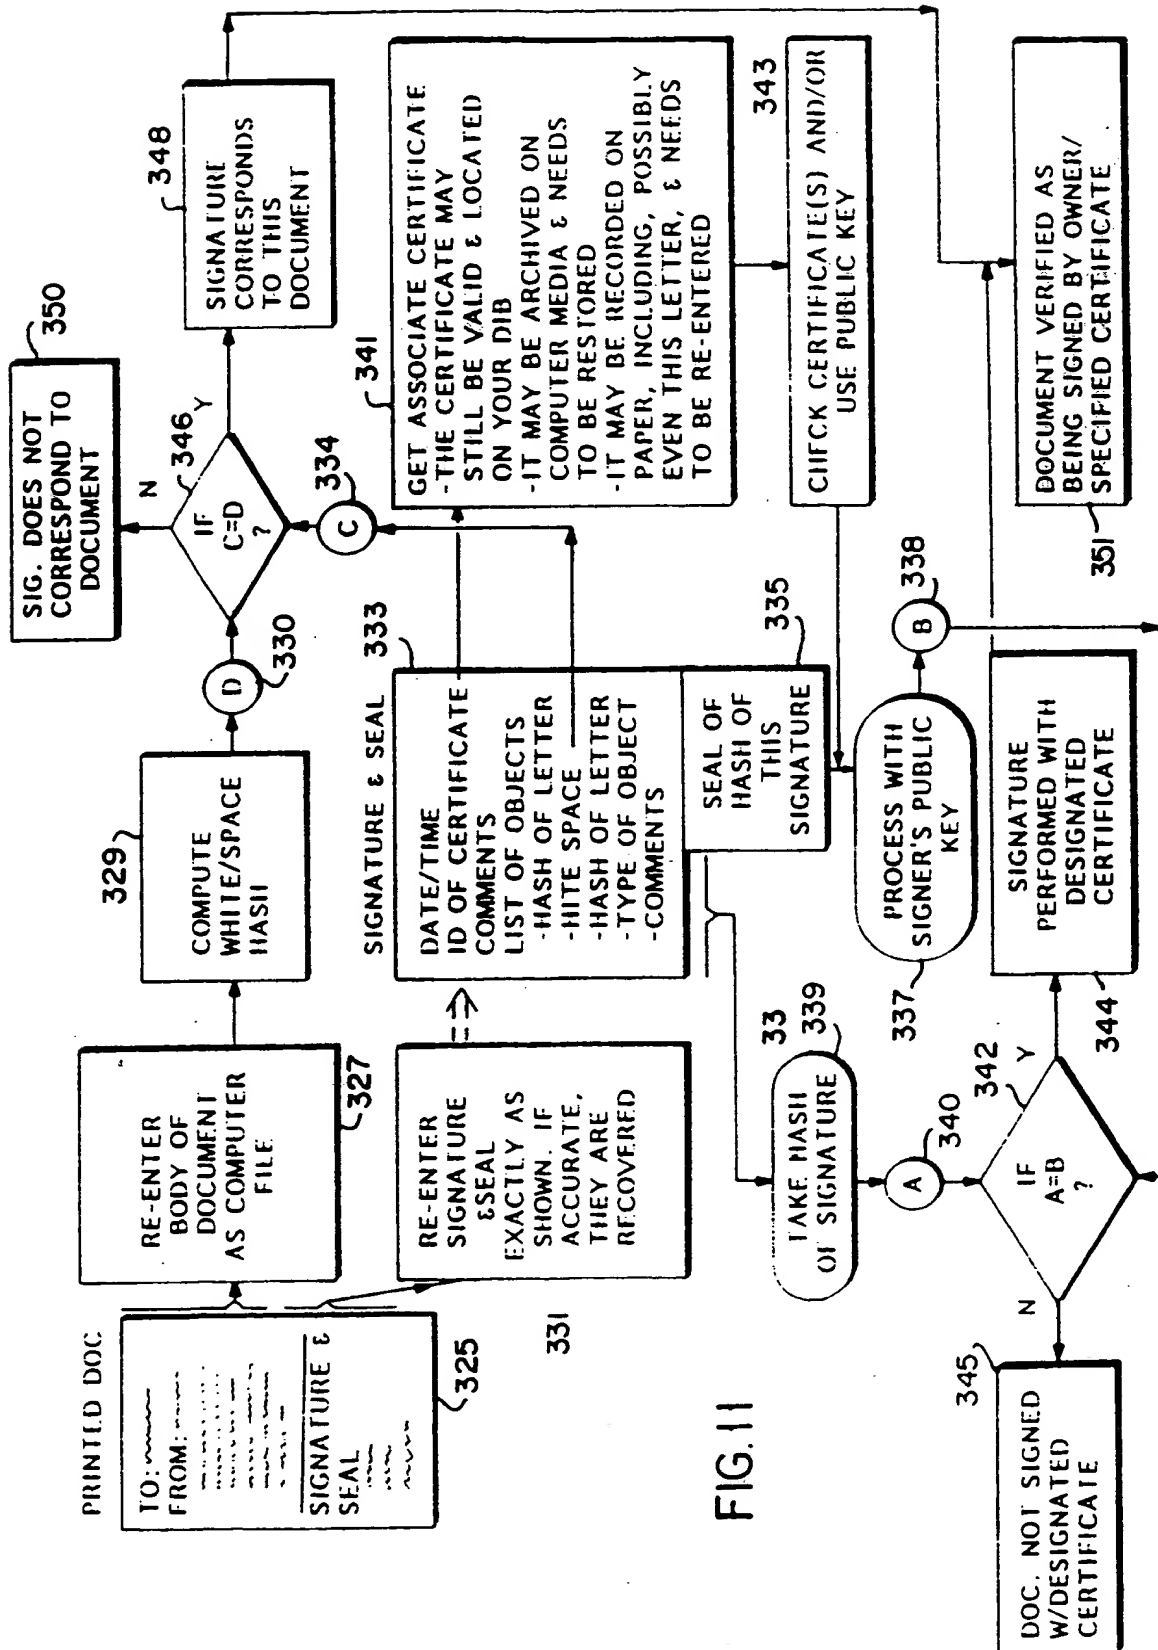 PRINTED DOC
TO:
FROM:
SIGNATURE &
SEAL
325
RE-ENTER
BODY OF
DOCUMENT
AS COMPUTER
FILE
327
COMPUTE
WHITE/SPACE
HASH
329
D
330
IF
C=D
?
346
N
Y
SIG. DOES NOT
CORRESPOND TO
DOCUMENT
350
SIGNATURE
CORRESPONDS
TO THIS
DOCUMENT
348
C
334
RE-ENTER
SIGNATURE
&SEAL
EXACTLY AS
SHOWN. IF
ACCURATE,
THEY ARE
RECOVERED
331
SIGNATURE & SEAL
333
DATE/TIME
ID OF CERTIFICATE
COMMENTS
LIST OF OBJECTS
-HASH OF LETTER
-HITE SPACE
-HASH OF LETTER
-TYPE OF OBJECT
-COMMENTS
SEAL OF
HASH OF
THIS
SIGNATURE
335
341
GET ASSOCIATE CERTIFICATE
-THE CERTIFICATE MAY
STILL BE VALID & LOCATED
ON YOUR DIB
-IT MAY BE ARCHIVED ON
COMPUTER MEDIA & NEEDS
TO BE RESTORED
-IT MAY BE RECORDED ON
PAPER, INCLUDING, POSSIBLY
EVEN THIS LETTER, & NEEDS
TO BE RE-ENTERED
343
CHECK CERTIFICATE(S) AND/OR
USE PUBLIC KEY
33
339
TAKE HASH
OF SIGNATURE
A
340
PROCESS WITH
SIGNER'S PUBLIC
KEY
337
B
338
IF
A=B
?
342
N
Y
345
DOC. NOT SIGNED
W/DESIGNATED
CERTIFICATE
SIGNATURE
PERFORMED WITH
DESIGNATED
CERTIFICATE
344
DOCUMENT VERIFIED AS
BEING SIGNED BY OWNER/
SPECIFIED CERTIFICATE
351
FIG. 11